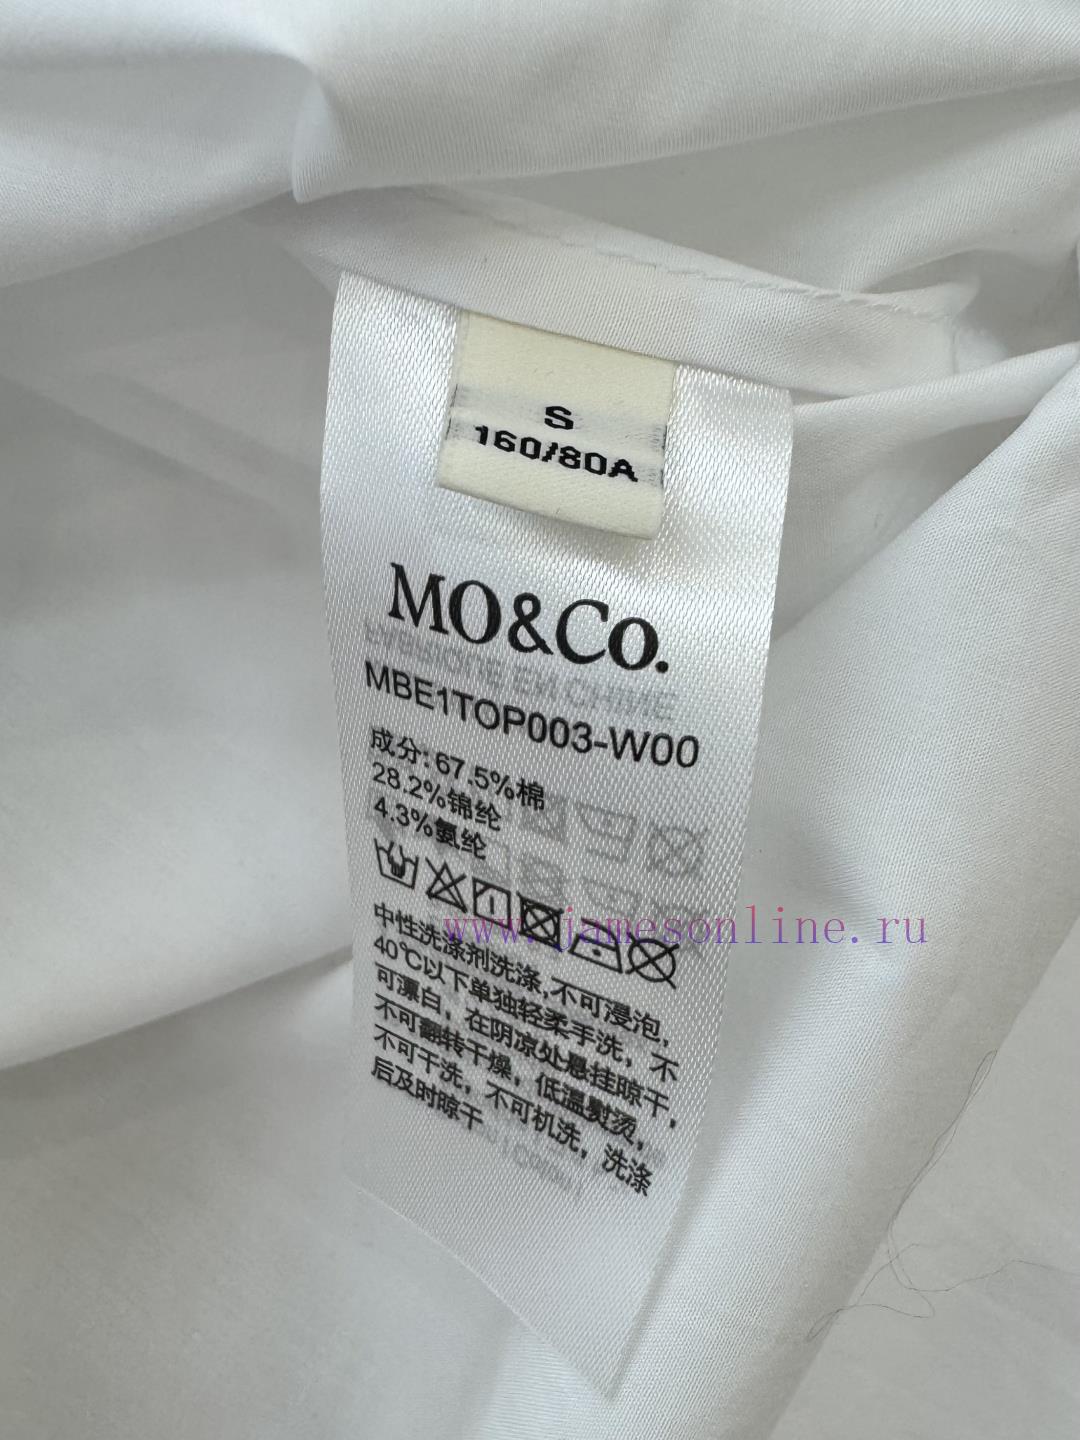 S
160/80A
MO&Co.
MBE1TOP003-W00
成分: 67.5%棉
28.2%锦纶
4.3%氨纶
www.jamesonline.ru
中性洗涤剂洗涤,不可浸泡,
40℃以下单独轻柔手洗，不
可漂白，在阴凉处悬挂晾干，
不可翻转干燥，低温熨烫，
不可干洗，不可机洗，洗涤
后及时晾干